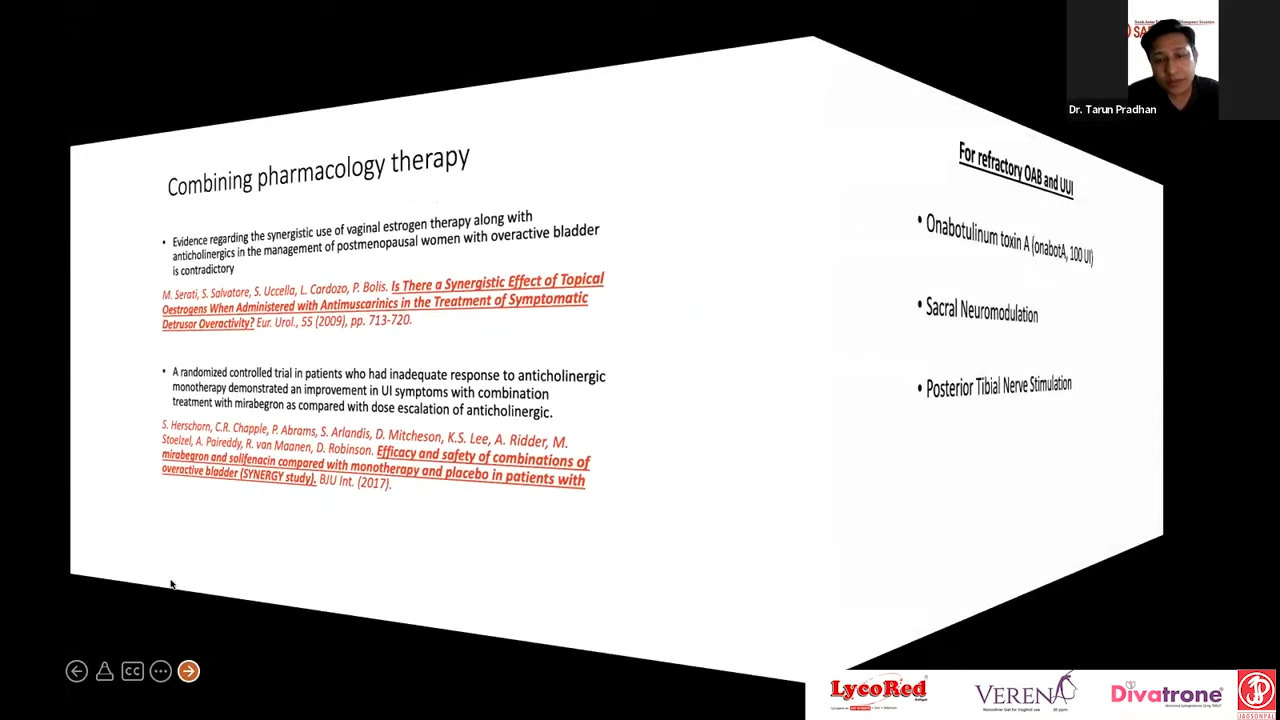 Dr. Tarun Pradhan
Combining pharmacology therapy
• Evidence regarding the synergistic use of vaginal estrogen therapy along with
anticholinergics in the management of postmenopausal women with overactive bladder
is contradictory
M. Serati, S. Salvatore, S. Uccella, L. Cardozo, P. Bolis. Is There a Synergistic Effect of Topical
Oestrogens When Administered with Antimuscarinics in the Treatment of Symptomatic
Detrusor Overactivity? Eur. Urol., 55 (2009), pp. 713-720.
• A randomized controlled trial in patients who had inadequate response to anticholinergic
monotherapy demonstrated an improvement in UI symptoms with combination
treatment with mirabegron as compared with dose escalation of anticholinergic.
S. Herschorn, C.R. Chapple, P. Abrams, S. Arlandis, D. Mitcheson, K.S. Lee, A. Ridder, M.
Stoelzel, A. Paireddy, R. van Maanen, D. Robinson. Efficacy and safety of combinations of
mirabegron and solifenacin compared with monotherapy and placebo in patients with
overactive bladder (SYNERGY study). BJU Int. (2017).
For refractory OAB and UUI
• Onabotulinum toxin A (onabotA, 100 UI)
• Sacral Neuromodulation
• Posterior Tibial Nerve Stimulation
CC
LycoRed
VERENA
Divatrone
JAGSONPAL